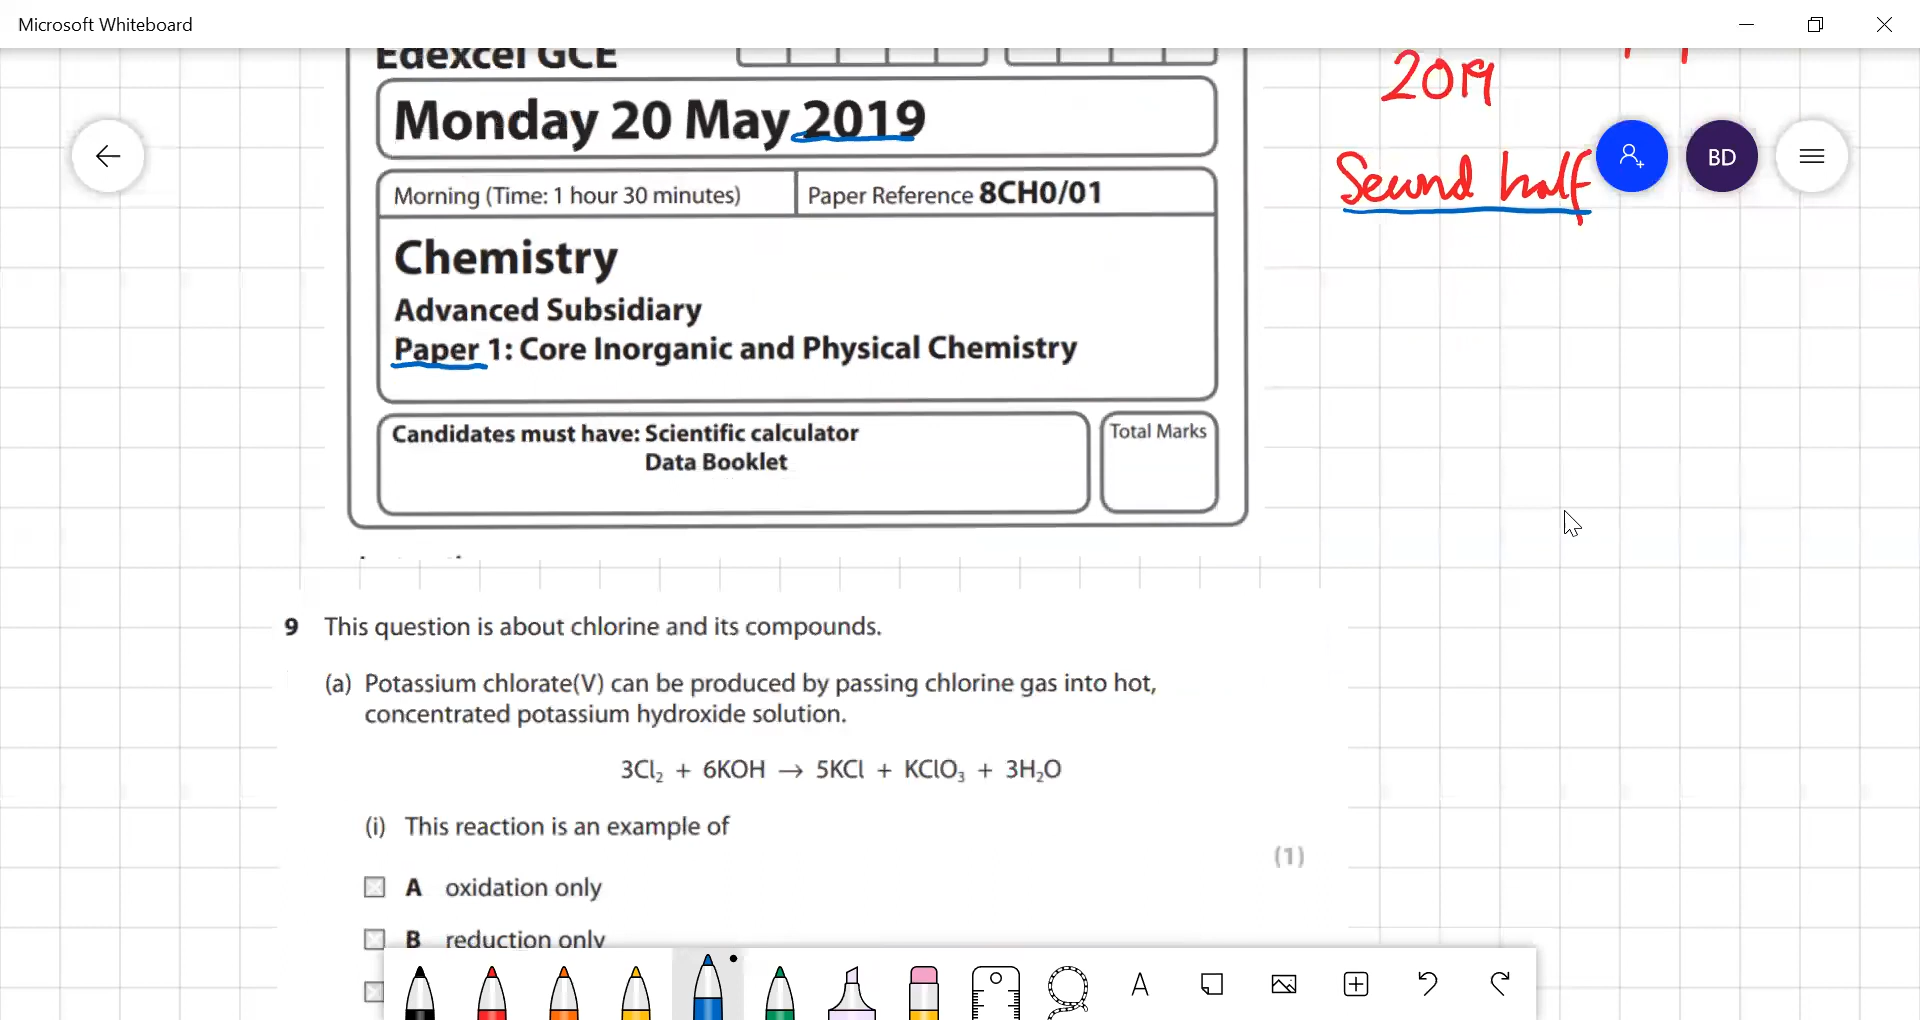 Microsoft Whiteboard
Edexcel GCE
2019
Monday 20 May 2019
Second half
BD
Morning (Time: 1 hour 30 minutes)
Paper Reference 8CH0/01
Chemistry
Advanced Subsidiary
Paper 1: Core Inorganic and Physical Chemistry
Candidates must have: Scientific calculator
Data Booklet
Total Marks
9 This question is about chlorine and its compounds.
(a) Potassium chlorate(V) can be produced by passing chlorine gas into hot,
concentrated potassium hydroxide solution.
3Cl₂ + 6KOH → 5KCl + KClO₃ + 3H₂O
(i) This reaction is an example of
(1)
A oxidation only
B reduction only